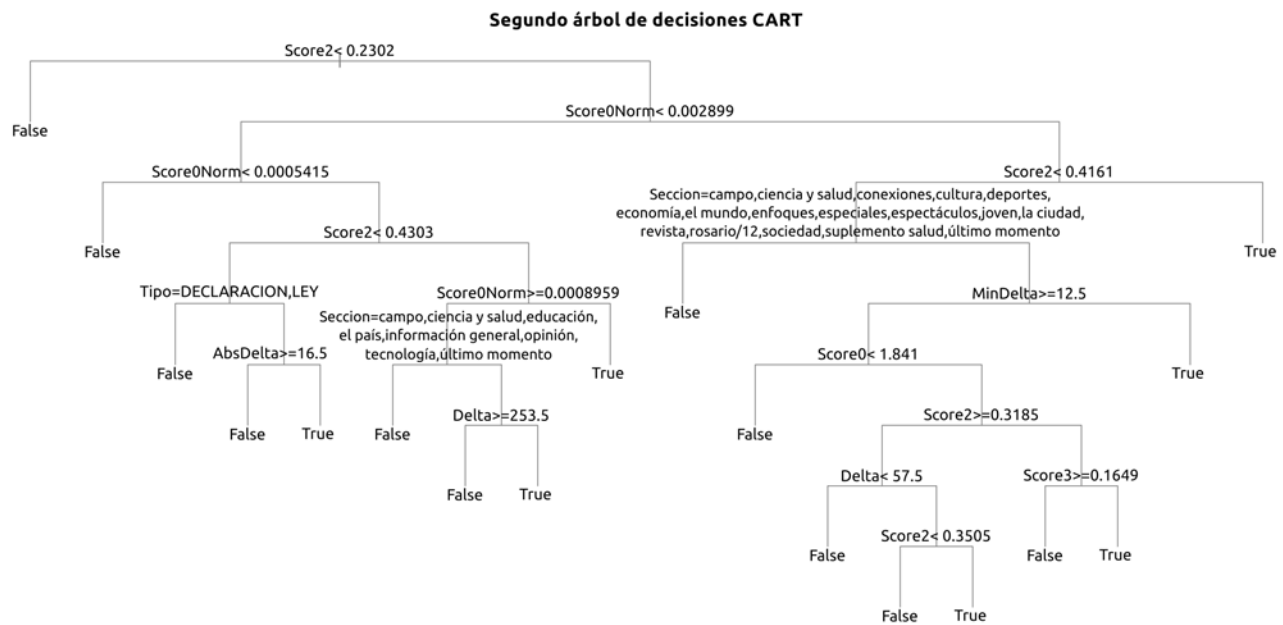 Segundo árbol de decisiones CART
Score2< 0.2302
False
Score0Norm< 0.002899
Score0Norm< 0.0005415
Score2< 0.4161
False
Seccion=campo,ciencia y salud,conexiones,cultura,deportes,
economía,el mundo,enfoques,especiales,espectáculos,joven,la ciudad,
revista,rosario/12,sociedad,suplemento salud,último momento
True
Score2< 0.4303
Tipo=DECLARACION,LEY
Score0Norm>=0.0008959
False
MinDelta>=12.5
Seccion=campo,ciencia y salud,educación,
el país,información general,opinión,
tecnología,último momento
False
AbsDelta>=16.5
True
Score0< 1.841
True
False
True
False
Delta>=253.5
False
Score2>=0.3185
False
True
Delta< 57.5
Score3>=0.1649
False
Score2< 0.3505
False
True
False
True